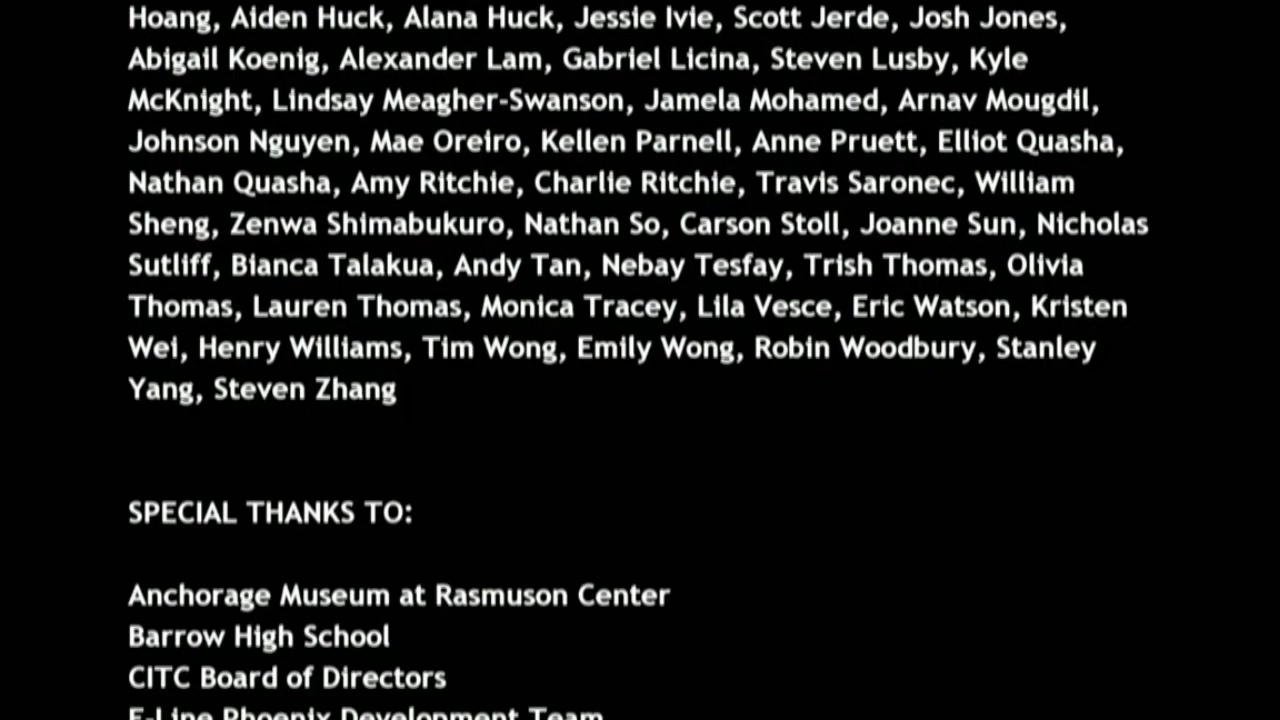 Hoang, Aiden Huck, Alana Huck, Jessie Ivie, Scott Jerde, Josh Jones,
Abigail Koenig, Alexander Lam, Gabriel Licina, Steven Lusby, Kyle
McKnight, Lindsay Meagher-Swanson, Jamela Mohamed, Arnav Mougdil,
Johnson Nguyen, Mae Oreiro, Kellen Parnell, Anne Pruett, Elliot Quasha,
Nathan Quasha, Amy Ritchie, Charlie Ritchie, Travis Saronec, William
Sheng, Zenwa Shimabukuro, Nathan So, Carson Stoll, Joanne Sun, Nicholas
Sutliff, Bianca Talakua, Andy Tan, Nebay Tesfay, Trish Thomas, Olivia
Thomas, Lauren Thomas, Monica Tracey, Lila Vesce, Eric Watson, Kristen
Wei, Henry Williams, Tim Wong, Emily Wong, Robin Woodbury, Stanley
Yang, Steven Zhang
SPECIAL THANKS TO:
Anchorage Museum at Rasmuson Center
Barrow High School
CITC Board of Directors
E-Line Phoenix Development Team